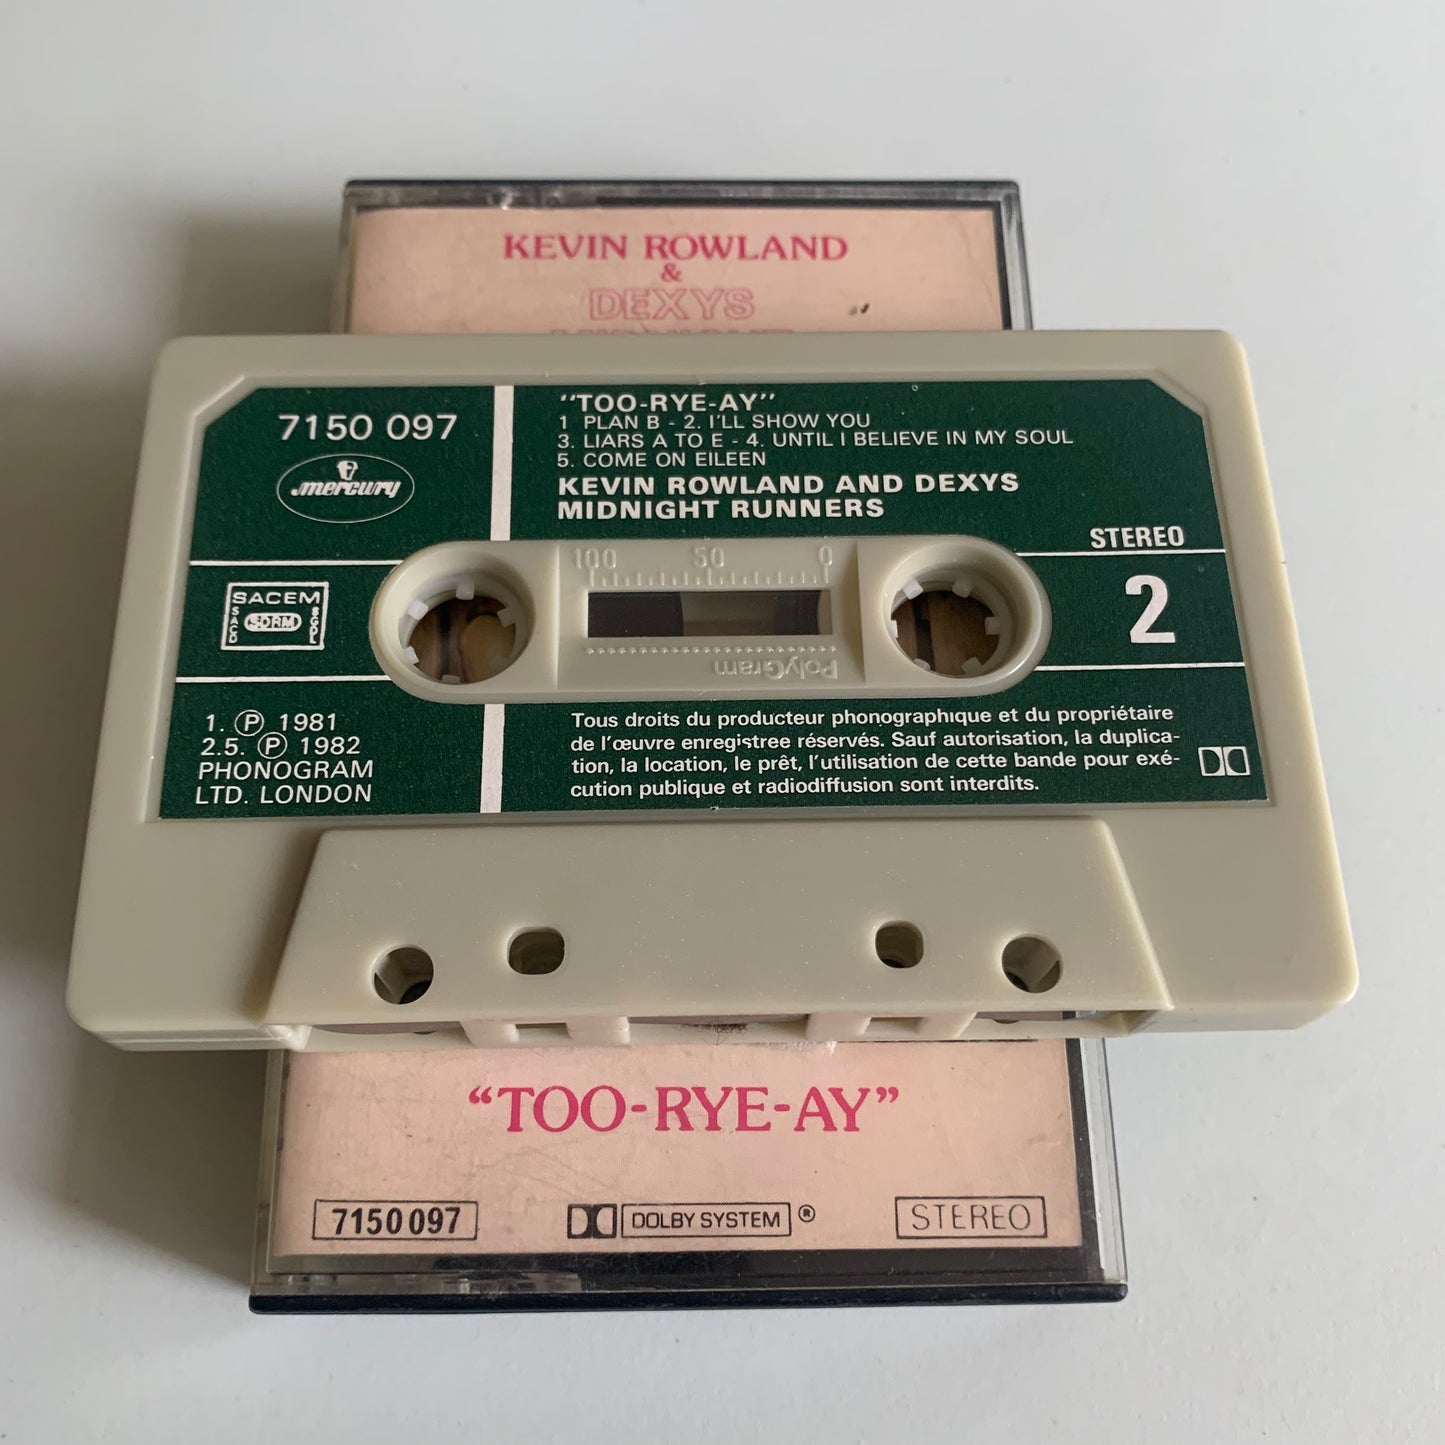 KEVIN ROWLAND
&
DEXYS
7150 097
mercury
"TOO-RYE-AY"
1 PLAN B - 2. I'LL SHOW YOU
3. LIARS A TO E - 4. UNTIL I BELIEVE IN MY SOUL
5. COME ON EILEEN
KEVIN ROWLAND AND DEXYS
MIDNIGHT RUNNERS
STEREO
2
100 50 0
PolyGram
SACEM
SACD
SDRM
SGDL
1. Ⓟ 1981
2.5. Ⓟ 1982
PHONOGRAM
LTD. LONDON
Tous droits du producteur phonographique et du propriétaire
de l'œuvre enregistree réservés. Sauf autorisation, la duplica-
tion, la location, le prêt, l'utilisation de cette bande pour exé-
cution publique et radiodiffusion sont interdits.
“TOO-RYE-AY”
7150 097
DOLBY SYSTEM ®
STEREO